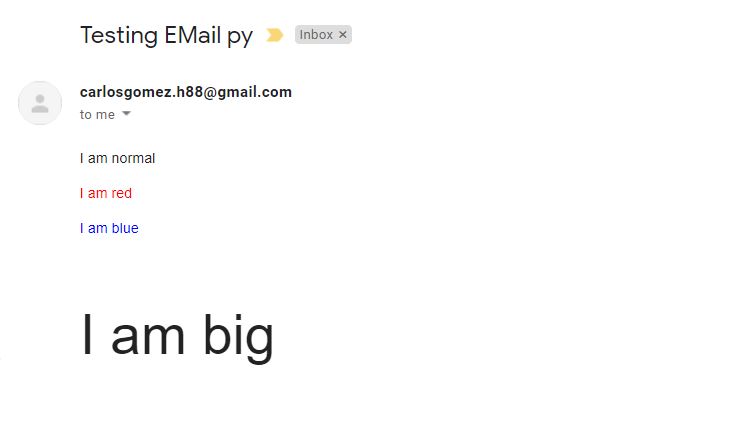 Testing EMail py Inbox ×
carlosgomez.h88@gmail.com
to me
I am normal
I am red
I am blue
I am big